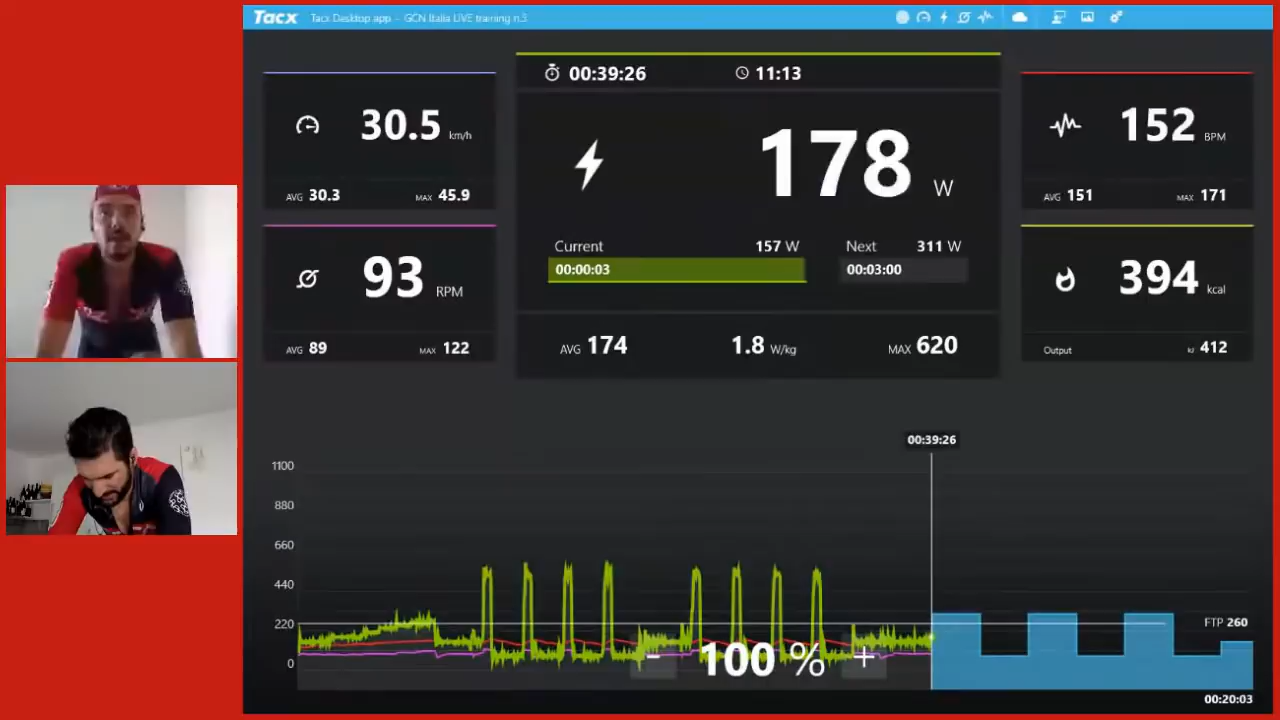 Tacx Tacx Desktop app – GCN Italia LIVE training n.3
00:39:26 11:13
30.5 km/h
AVG 30.3 MAX 45.9
178 W
152 BPM
AVG 151 MAX 171
93 RPM
AVG 89 MAX 122
Current 157 W Next 311 W
00:00:03 00:03:00
AVG 174 1.8 W/kg MAX 620
394 kcal
Output kJ 412
00:39:26
1100
880
660
440
220
0
FTP 260
- 100 % +
00:20:03